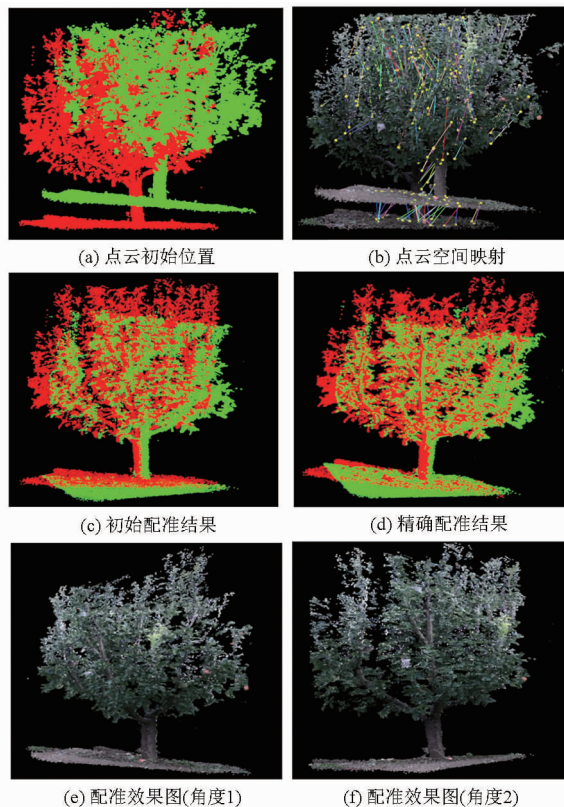 (a) 点云初始位置
(b) 点云空间映射
(c) 初始配准结果
(d) 精确配准结果
(e) 配准效果图(角度1)
(f) 配准效果图(角度2)